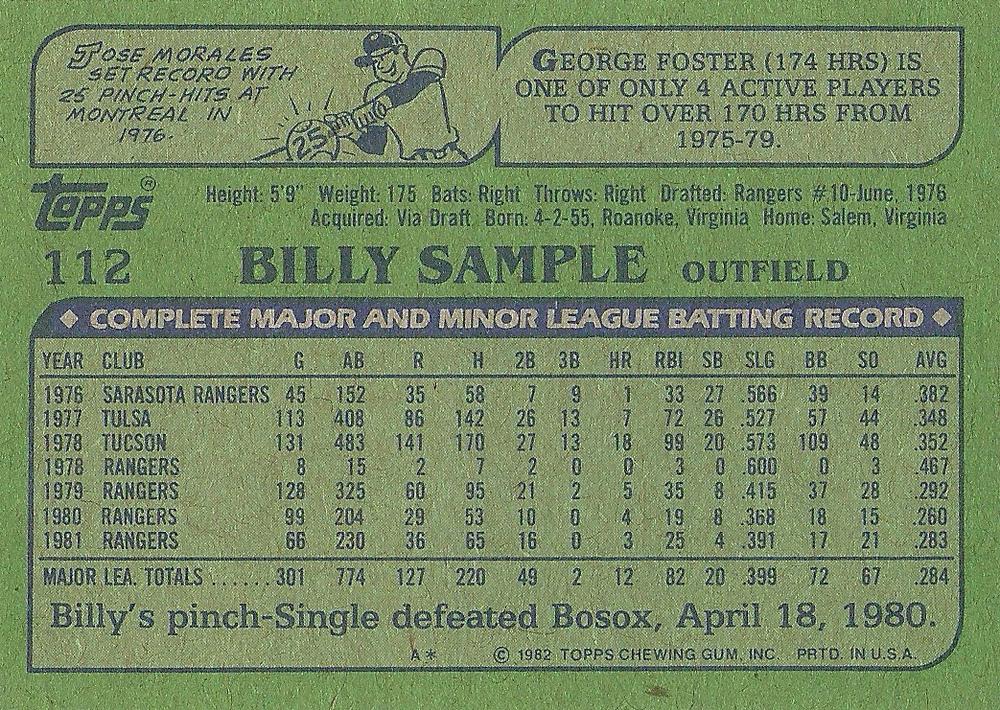 JOSE MORALES
SET RECORD WITH
25 PINCH-HITS AT
MONTREAL IN
1976.
25
GEORGE FOSTER (174 HRS) IS
ONE OF ONLY 4 ACTIVE PLAYERS
TO HIT OVER 170 HRS FROM
1975-79.
Topps®
Height: 5'9" Weight: 175 Bats: Right Throws: Right Drafted: Rangers #10-June, 1976
Acquired: Via Draft Born: 4-2-55, Roanoke, Virginia Home: Salem, Virginia
112 BILLY SAMPLE OUTFIELD
◆ COMPLETE MAJOR AND MINOR LEAGUE BATTING RECORD ◆
YEAR CLUB G AB R H 2B 3B HR RBI SB SLG BB SO AVG
1976 SARASOTA RANGERS 45 152 35 58 7 9 1 33 27 .566 39 14 .382
1977 TULSA 113 408 86 142 26 13 7 72 26 .527 57 44 .348
1978 TUCSON 131 483 141 170 27 13 18 99 20 .573 109 48 .352
1978 RANGERS 8 15 2 7 2 0 0 3 0 .600 0 3 .467
1979 RANGERS 128 325 60 95 21 2 5 35 8 .415 37 28 .292
1980 RANGERS 99 204 29 53 10 0 4 19 8 .368 18 15 .260
1981 RANGERS 66 230 36 65 16 0 3 25 4 .391 17 21 .283
MAJOR LEA. TOTALS ...... 301 774 127 220 49 2 12 82 20 .399 72 67 .284
Billy's pinch-Single defeated Bosox, April 18, 1980.
A* © 1982 TOPPS CHEWING GUM, INC. PRTD. IN U.S.A.